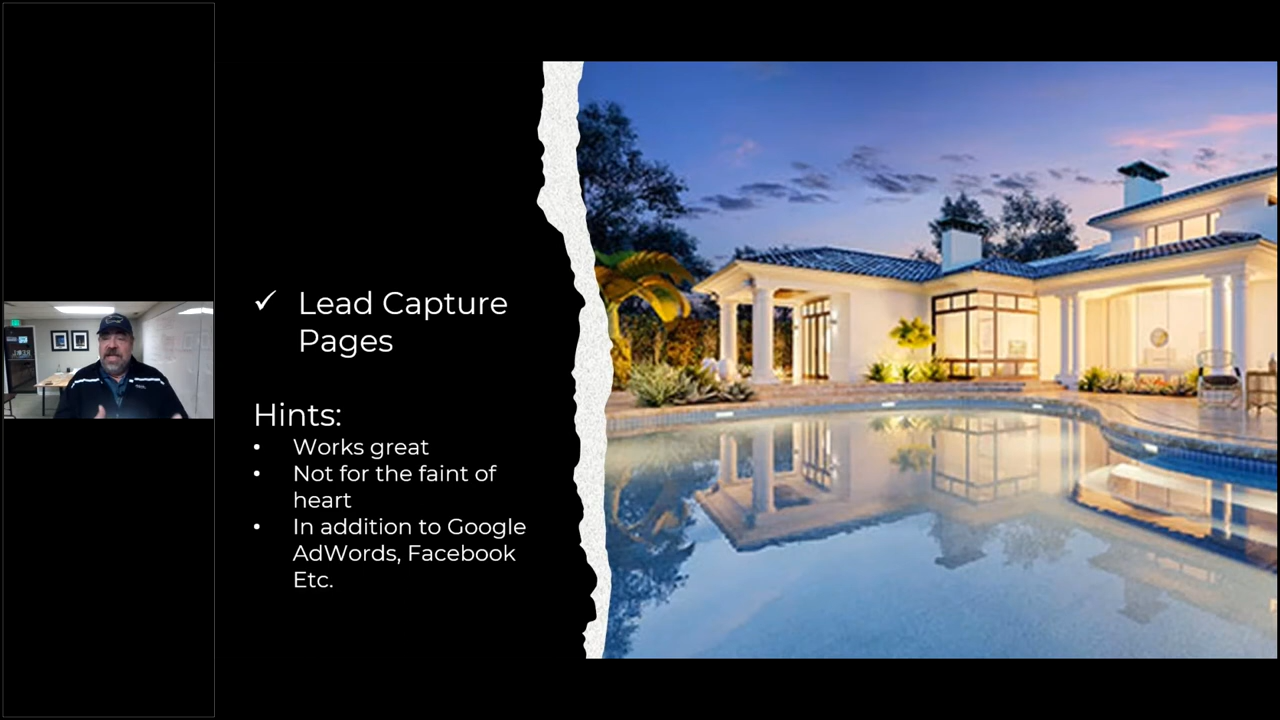 ✓ Lead Capture
Pages
Hints:
• Works great
• Not for the faint of
heart
• In addition to Google
AdWords, Facebook
Etc.